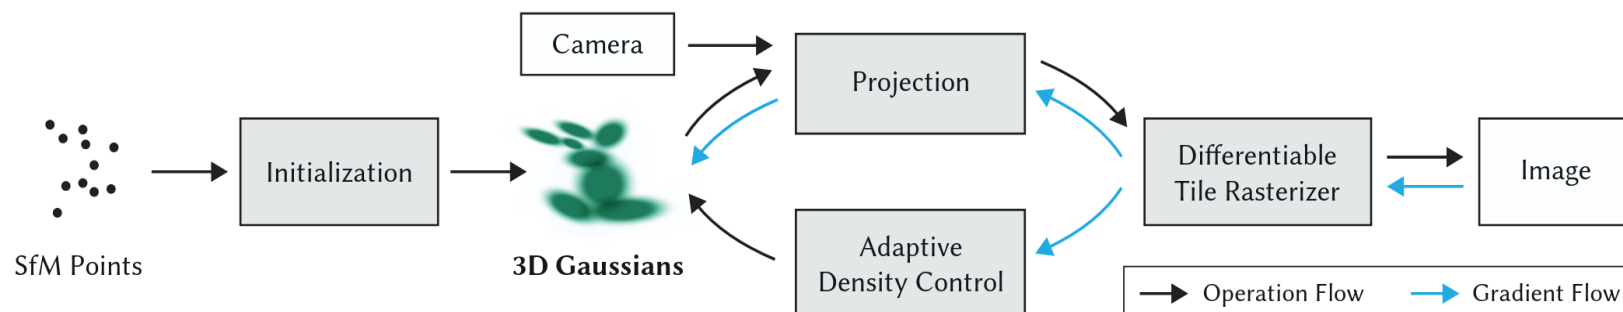 Camera
Projection
Initialization
Differentiable
Tile Rasterizer
Image
SfM Points
3D Gaussians
Adaptive
Density Control
Operation Flow
Gradient Flow